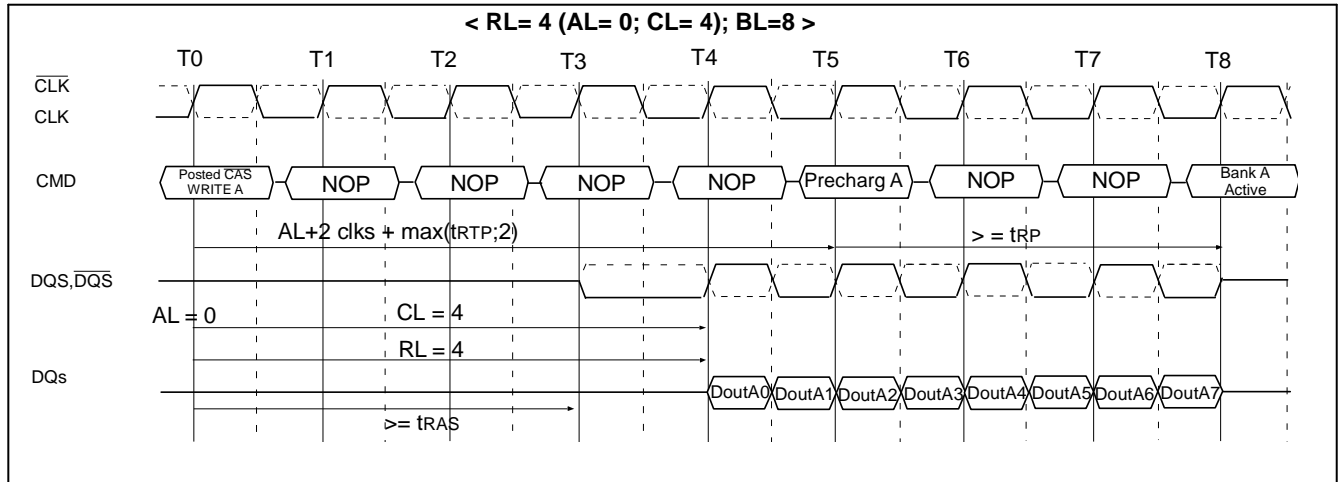 < RL= 4 (AL= 0; CL= 4); BL=8 >
T0 T1 T2 T3 T4 T5 T6 T7 T8
CLK
CLK
CMD
Posted CAS
WRITE A
NOP
NOP
NOP
NOP
Precharg A
NOP
NOP
Bank A
Active
AL+2 clks + max(tRTP;2)
> = tRP
DQS,DQS
AL = 0
CL = 4
RL = 4
DQs
DoutA0 DoutA1 DoutA2 DoutA3 DoutA4 DoutA5 DoutA6 DoutA7
>= tRAS